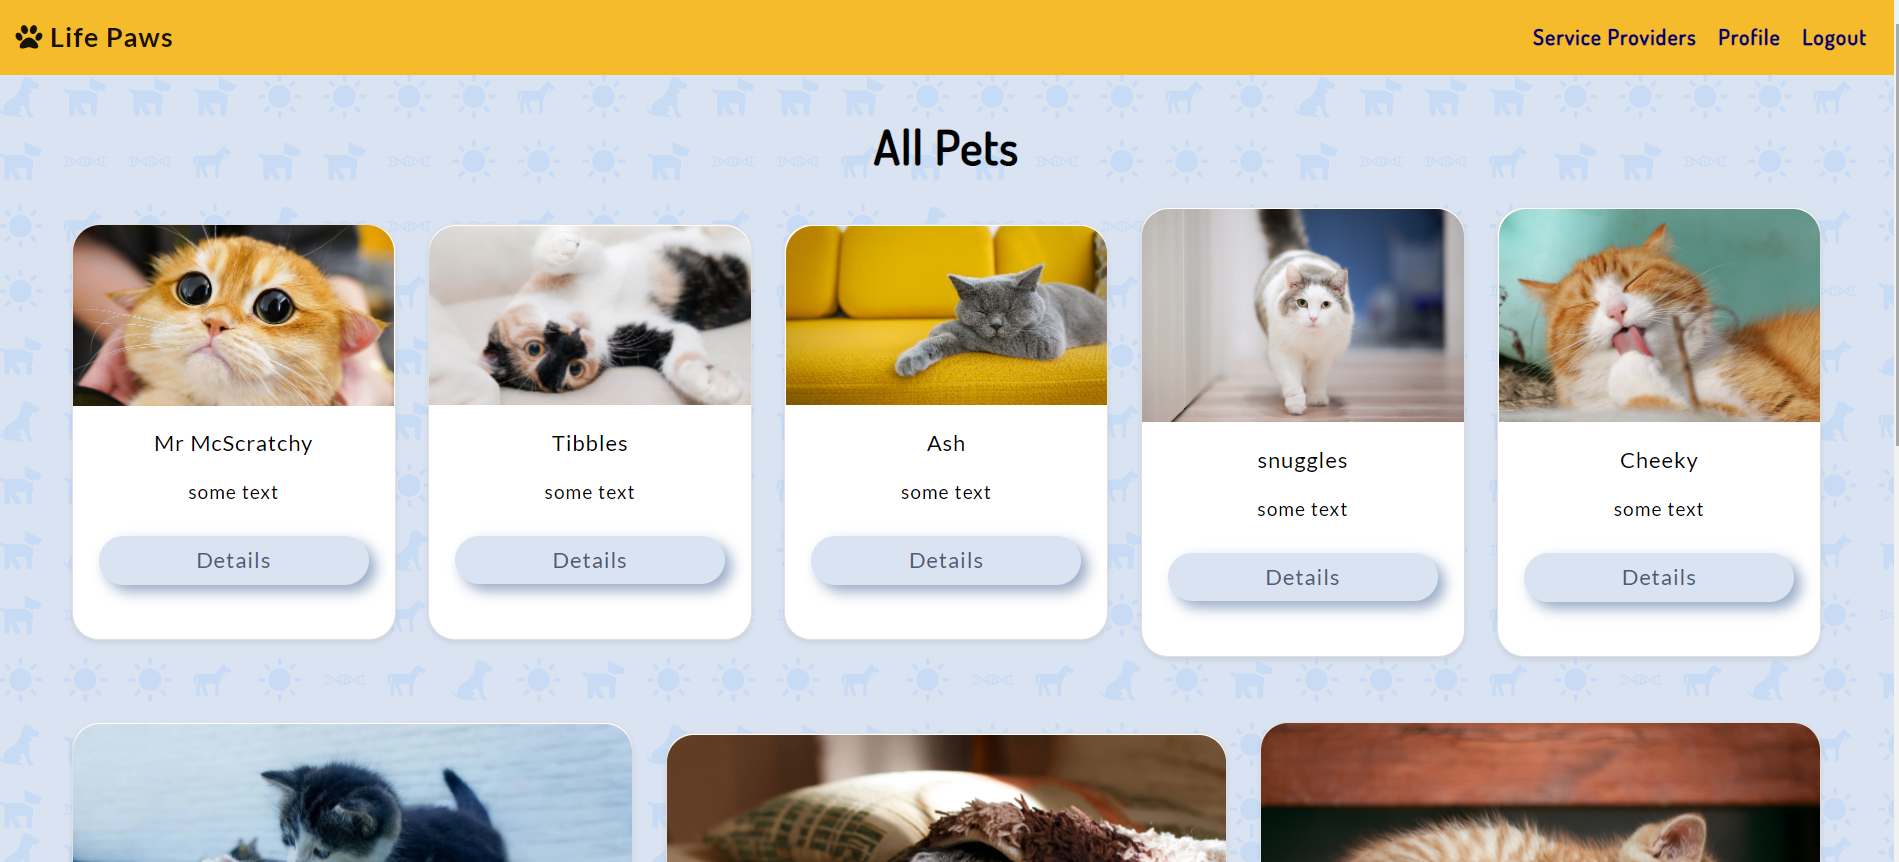 Life Paws
Service Providers Profile Logout
All Pets
Mr McScratchy
some text
Details
Tibbles
some text
Details
Ash
some text
Details
snuggles
some text
Details
Cheeky
some text
Details